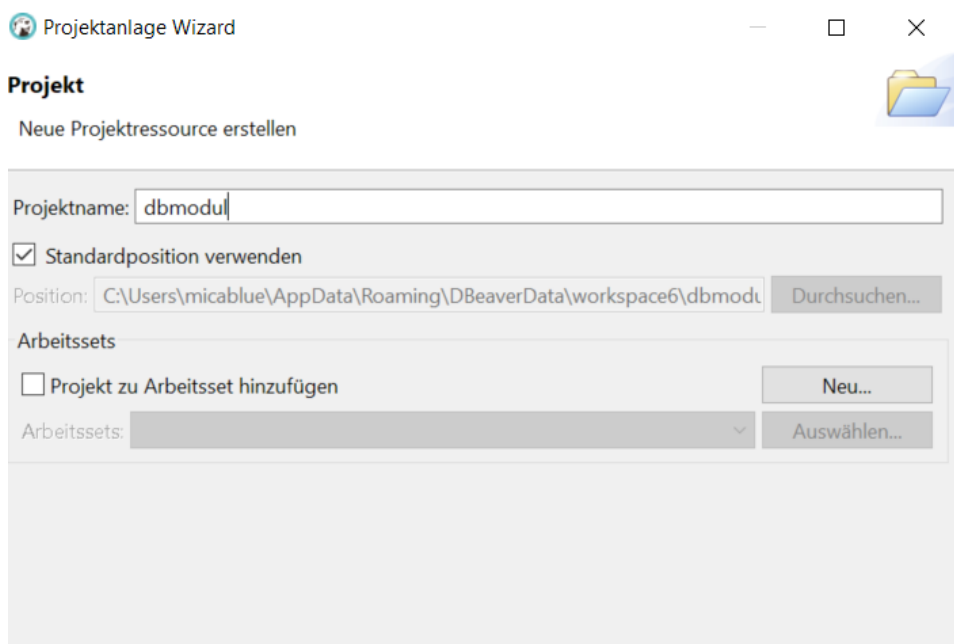 Projektanlage Wizard
Projekt
Neue Projektressource erstellen
Projektname: dbmodul
Standardposition verwenden
Position: C:\Users\micablue\AppData\Roaming\DBeaverData\workspace6\dbmodu Durchsuchen...
Arbeitssets
Projekt zu Arbeitsset hinzufügen Neu...
Arbeitssets: Auswählen...